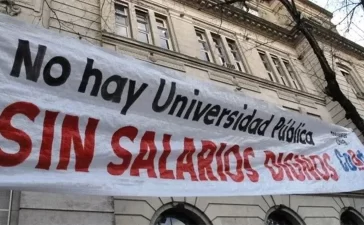 No hay Universidad Pública
SIN SALARIOS DIGNOS